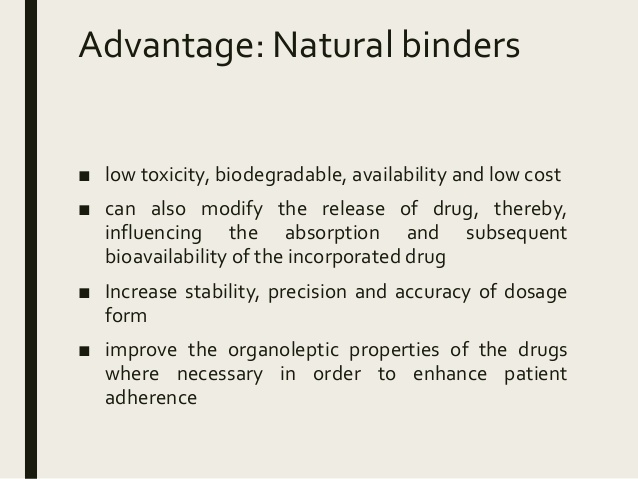 Advantage: Natural binders
■ low toxicity, biodegradable, availability and low cost
■ can also modify the release of drug, thereby,
influencing the absorption and subsequent
bioavailability of the incorporated drug
■ Increase stability, precision and accuracy of dosage
form
■ improve the organoleptic properties of the drugs
where necessary in order to enhance patient
adherence